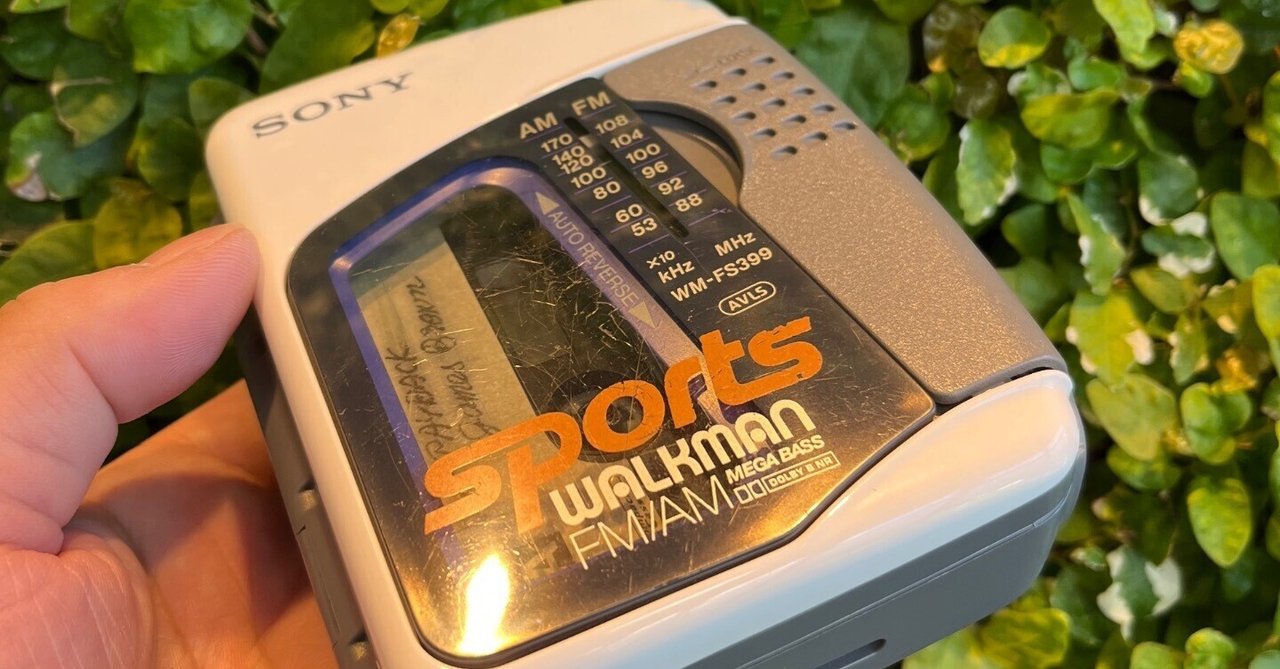 SONY
AM FM
170 108
140 104
120 100
100 96
80 92
60 88
53
x10
kHz MHz
WM-FS399
AVLS
AUTO REVERSE
PAYBACK
James Brown
Sports
WALKMAN
MEGA BASS
FM/AM
DOLBY B NR